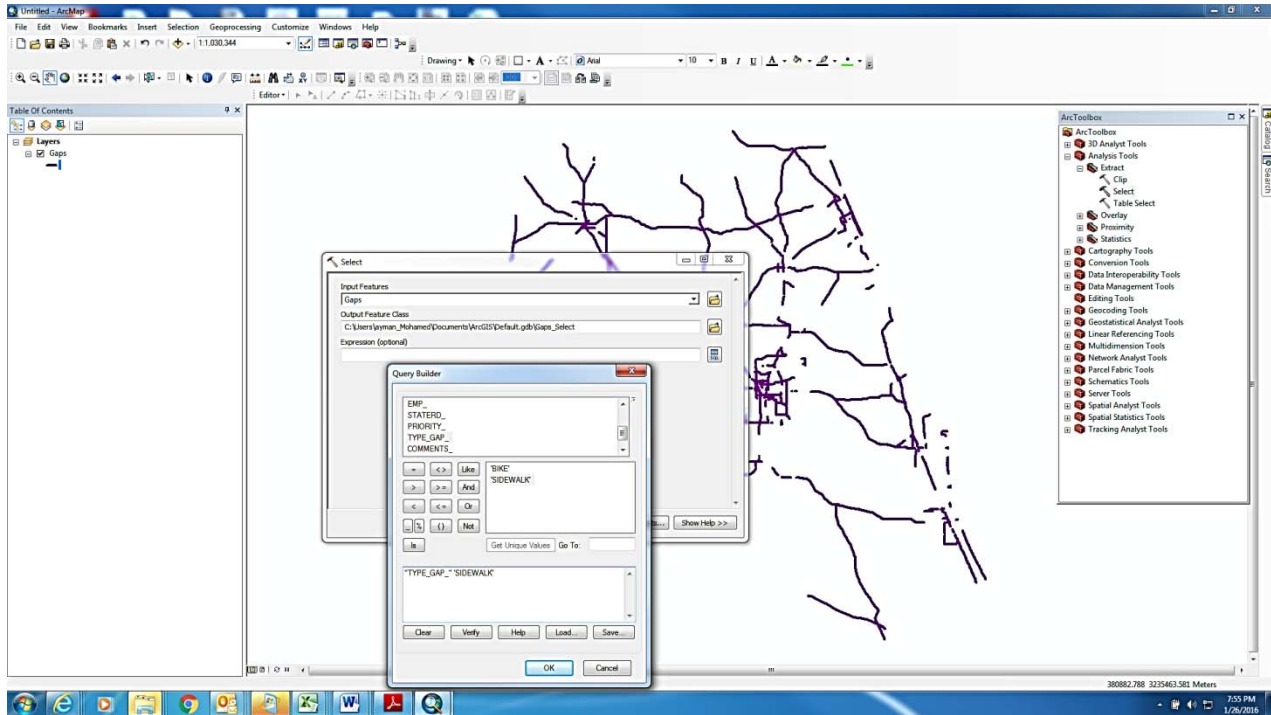 Untitled - ArcMap
File Edit View Bookmarks Insert Selection Geoprocessing Customize Windows Help
1:1,030,344
Drawing Arial 10 B I U A
Editor
Table Of Contents
Layers
Gaps
ArcToolbox
ArcToolbox
3D Analyst Tools
Analysis Tools
Extract
Clip
Select
Table Select
Overlay
Proximity
Statistics
Cartography Tools
Conversion Tools
Data Interoperability Tools
Data Management Tools
Editing Tools
Geocoding Tools
Geostatistical Analyst Tools
Linear Referencing Tools
Multidimension Tools
Network Analyst Tools
Parcel Fabric Tools
Schematics Tools
Server Tools
Spatial Analyst Tools
Spatial Statistics Tools
Tracking Analyst Tools
Catalog
Search
Select
Input Features
Gaps
Output Feature Class
C:\Users\ayman_Mohamed\Documents\ArcGIS\Default.gdb\Gaps_Select
Expression (optional)
Show Help >>
Query Builder
EMP_
STATERD_
PRIORITY_
TYPE_GAP_
COMMENTS_
= <> Like
> >= And
< <= Or
_ % () Not
Is
'BIKE'
'SIDEWALK'
Get Unique Values Go To:
"TYPE_GAP_" 'SIDEWALK'
Clear Verify Help Load... Save...
OK Cancel
380882.788 3235463.581 Meters
7:55 PM
1/26/2016